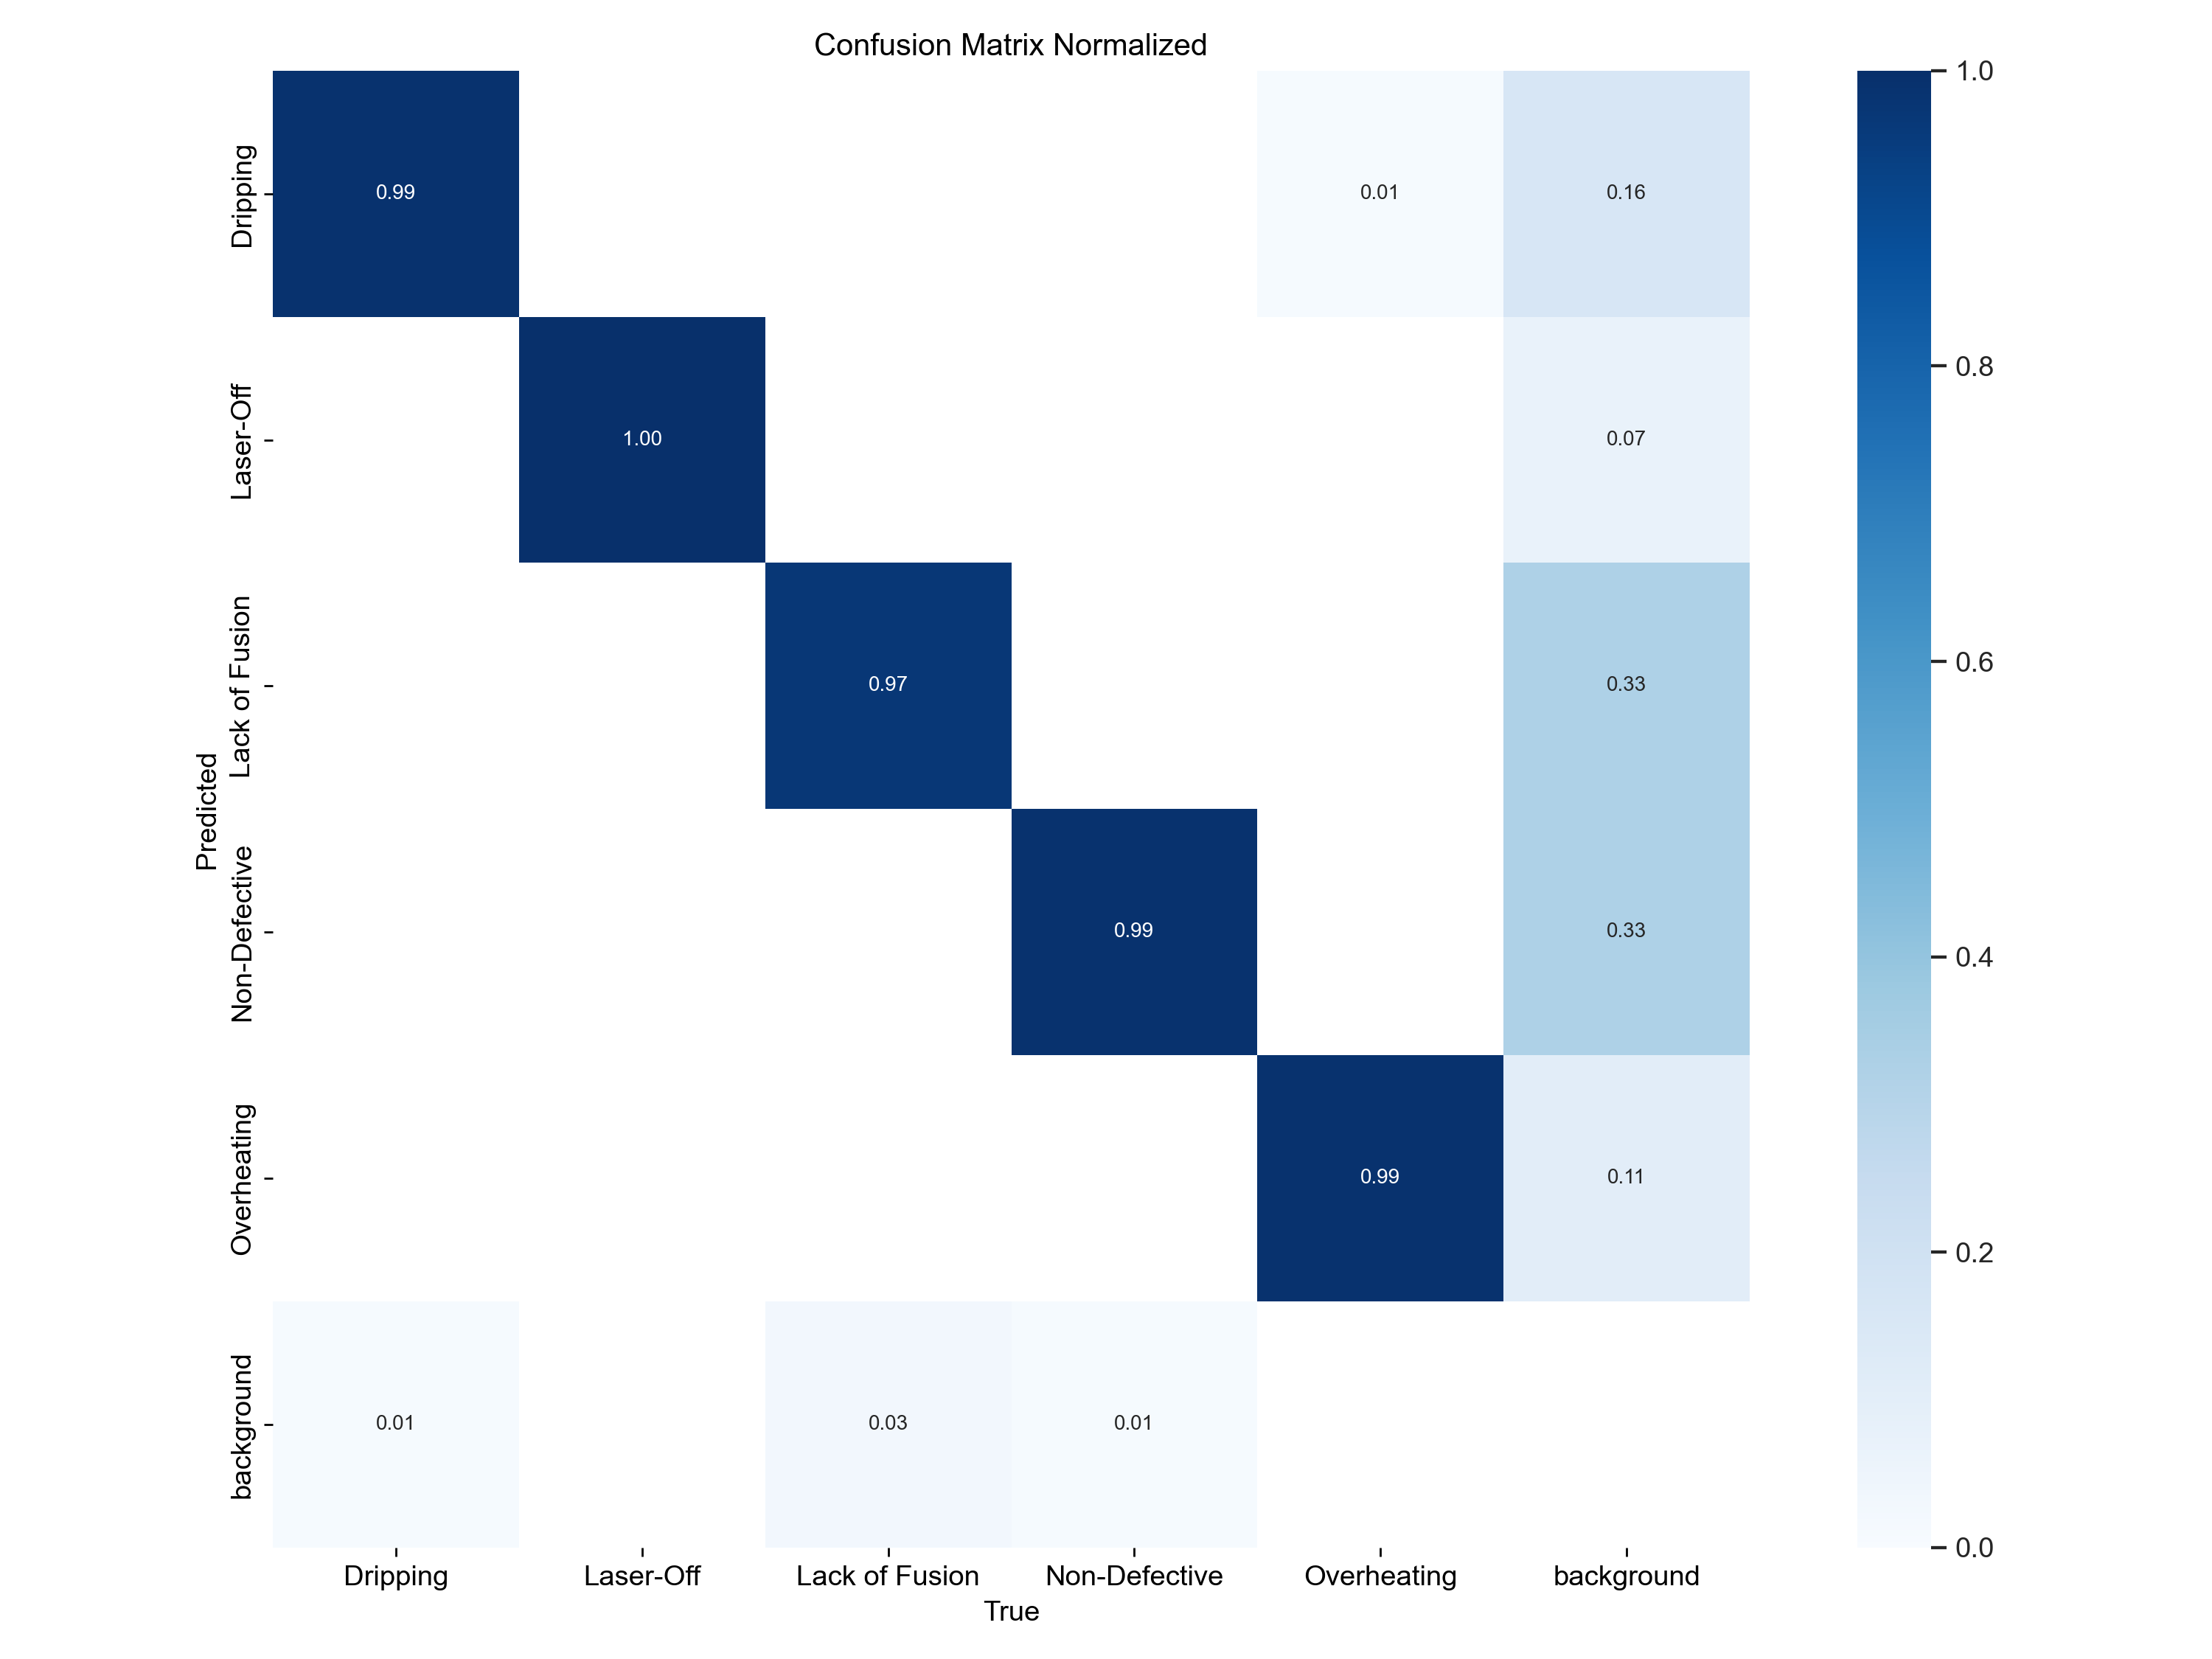 Confusion Matrix Normalized
Predicted
Dripping
0.99
0.01
0.16
Laser-Off
1.00
0.07
Lack of Fusion
0.97
0.33
Non-Defective
0.99
0.33
Overheating
0.99
0.11
background
0.01
0.03
0.01
Dripping
Laser-Off
Lack of Fusion
Non-Defective
Overheating
background
True
1.0
0.8
0.6
0.4
0.2
0.0